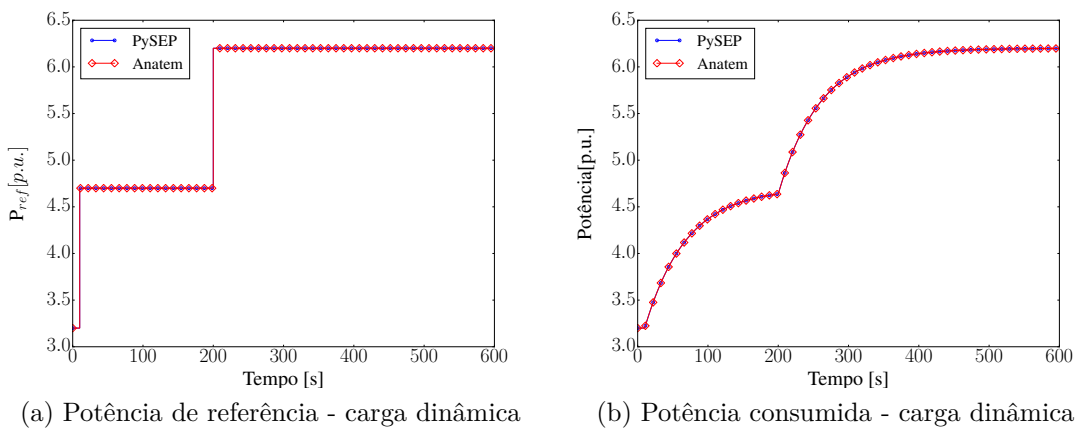 6.5
6.0
5.5
5.0
4.5
4.0
3.5
3.0
P_ref[p.u.]
PySEP
Anatem
0 100 200 300 400 500 600
Tempo [s]
(a) Potência de referência - carga dinâmica
6.5
6.0
5.5
5.0
4.5
4.0
3.5
3.0
Potência[p.u.]
PySEP
Anatem
0 100 200 300 400 500 600
Tempo [s]
(b) Potência consumida - carga dinâmica